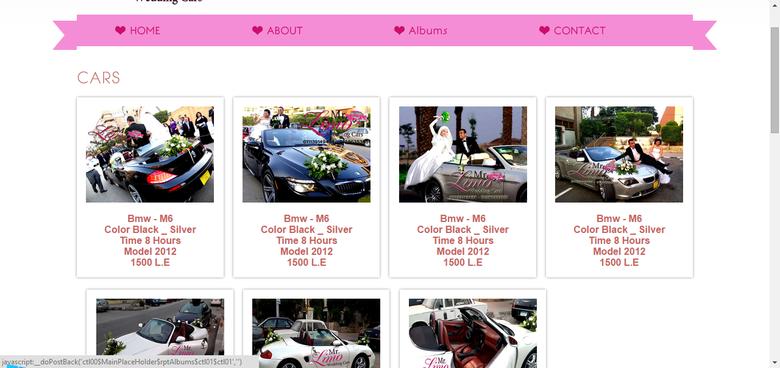 Wedding Cars
HOME
ABOUT
Albums
CONTACT
CARS
Mr.
Limo
Wedding Cars
Bmw - M6
Color Black _ Silver
Time 8 Hours
Model 2012
1500 L.E
Bmw - M6
Color Black _ Silver
Time 8 Hours
Model 2012
1500 L.E
Bmw - M6
Color Black _ Silver
Time 8 Hours
Model 2012
1500 L.E
Bmw - M6
Color Black _ Silver
Time 8 Hours
Model 2012
1500 L.E
Mr.
Limo
Mr.
Limo
javascript:__doPostBack('ctl00$MainPlaceHolder$rptAlbums$ctl01$ctl01','')